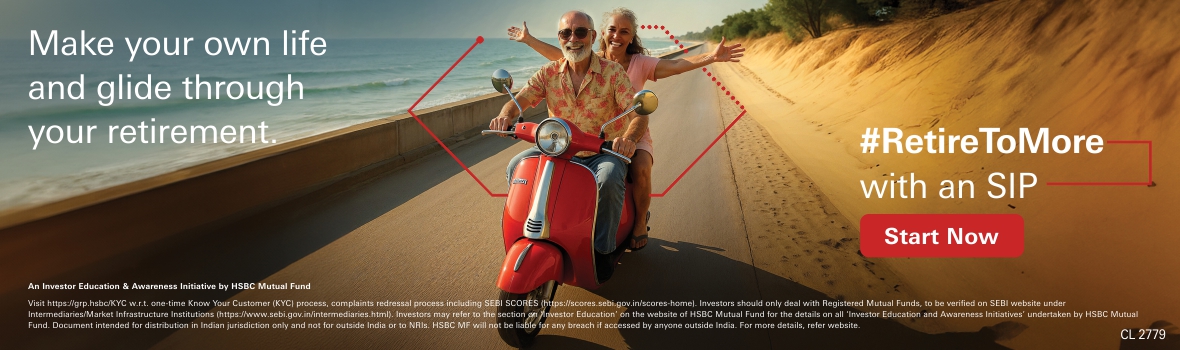 Make your own life
and glide through
your retirement.
#RetireToMore
with an SIP
Start Now
An Investor Education & Awareness Initiative by HSBC Mutual Fund
Visit https://grp.hsbc/KYC w.r.t. one-time Know Your Customer (KYC) process, complaints redressal process including SEBI SCORES (https://scores.sebi.gov.in/scores-home). Investors should only deal with Registered Mutual Funds, to be verified on SEBI website under
Intermediaries/Market Infrastructure Institutions (https://www.sebi.gov.in/intermediaries.html). Investors may refer to the section on 'Investor Education' on the website of HSBC Mutual Fund for the details on all 'Investor Education and Awareness Initiatives' undertaken by HSBC Mutual
Fund. Document intended for distribution in Indian jurisdiction only and not for outside India or to NRIs. HSBC MF will not be liable for any breach if accessed by anyone outside India. For more details, refer website.
CL 2779